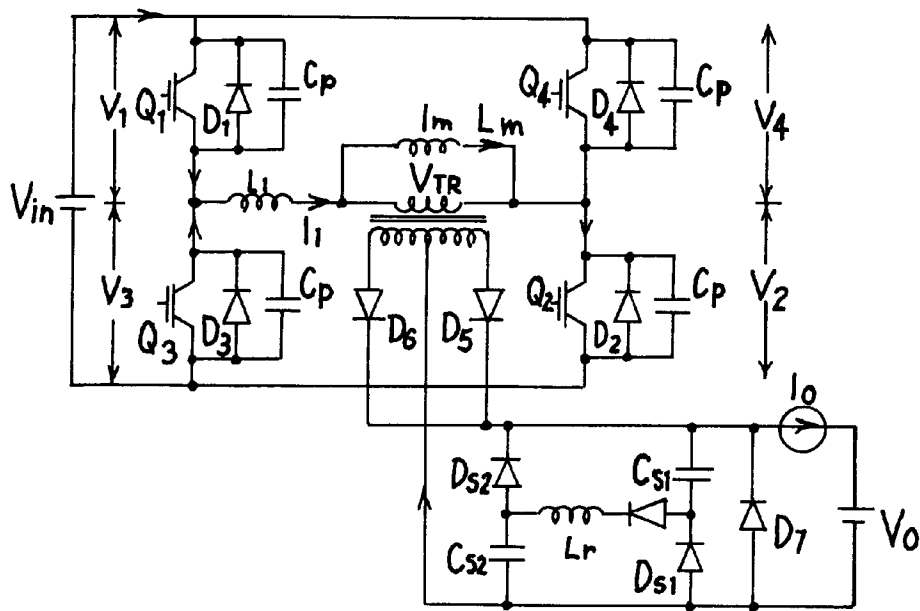 Vin
V1
V3
Q1
D1
Cp
Q4
D4
Cp
V4
Im
Lm
L1
I1
VTR
Q3
D3
Cp
D6
D5
Q2
D2
Cp
V2
Io
Ds2
Cs1
Cs2
Lr
Ds1
D7
Vo